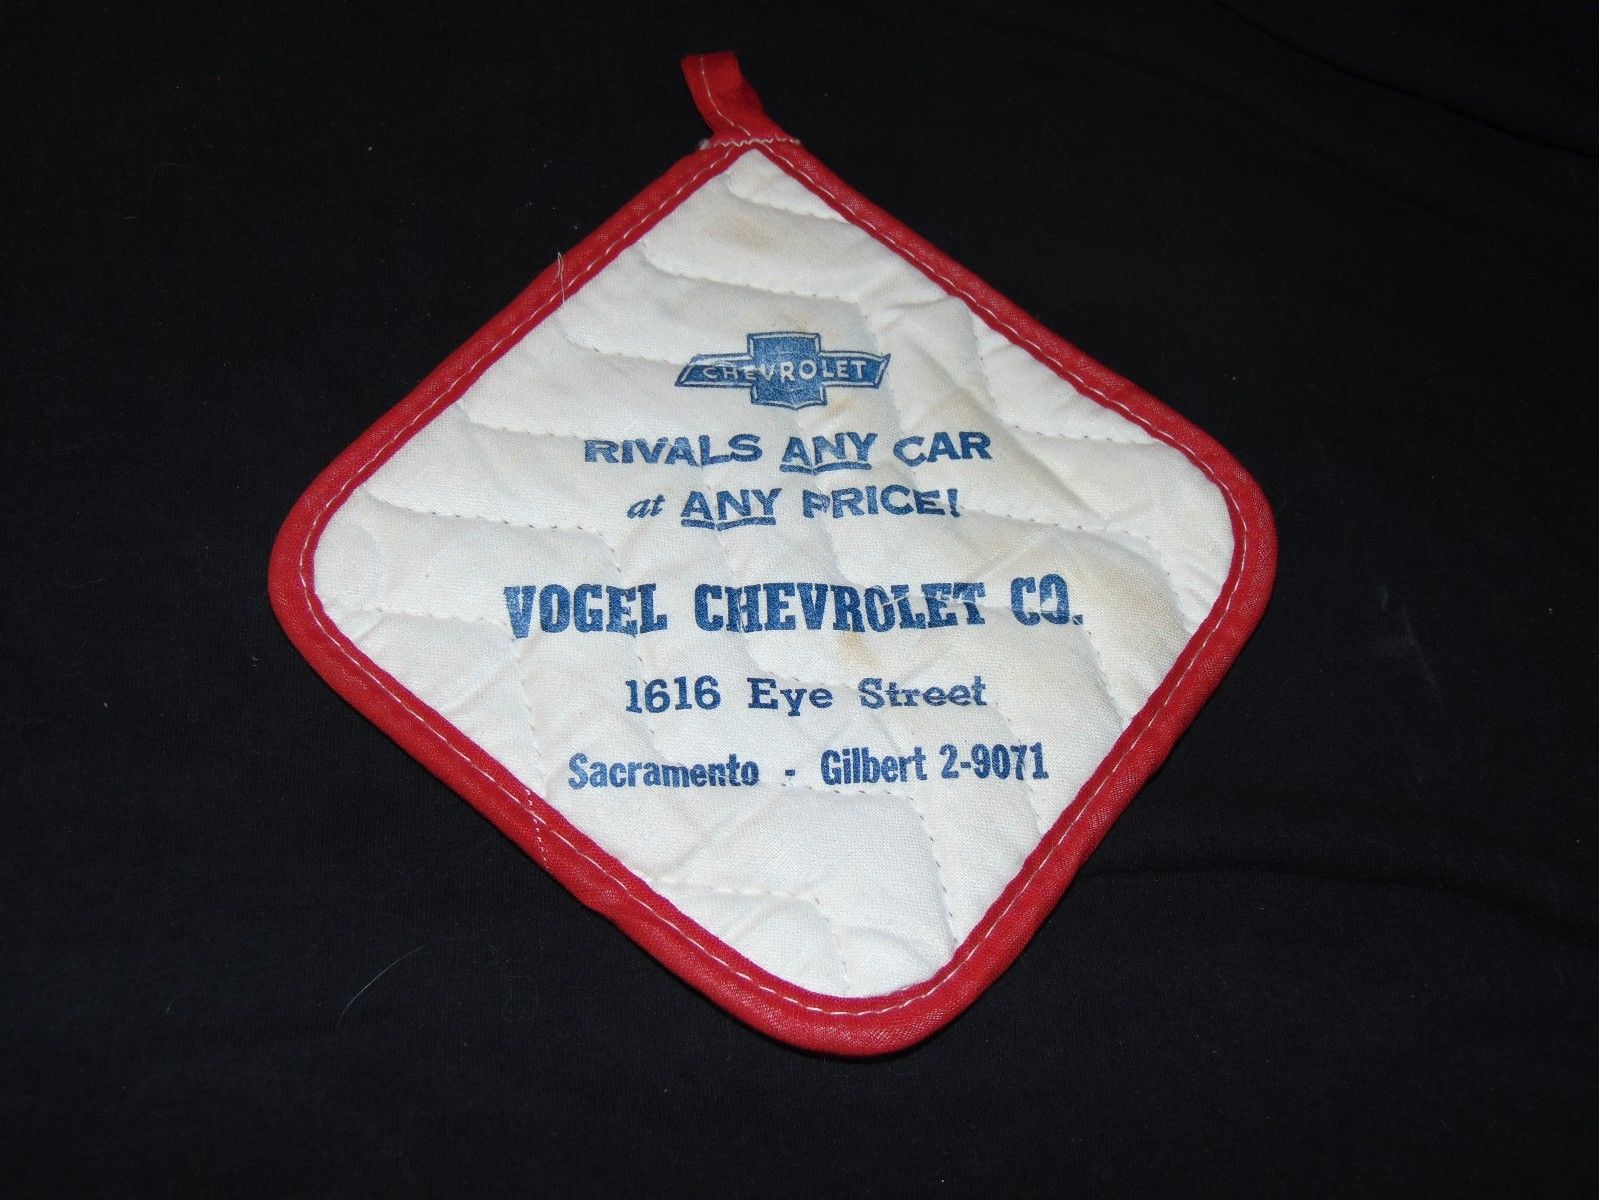 CHEVROLET
RIVALS ANY CAR
at ANY PRICE!
VOGEL CHEVROLET CO.
1616 Eye Street
Sacramento - Gilbert 2-9071